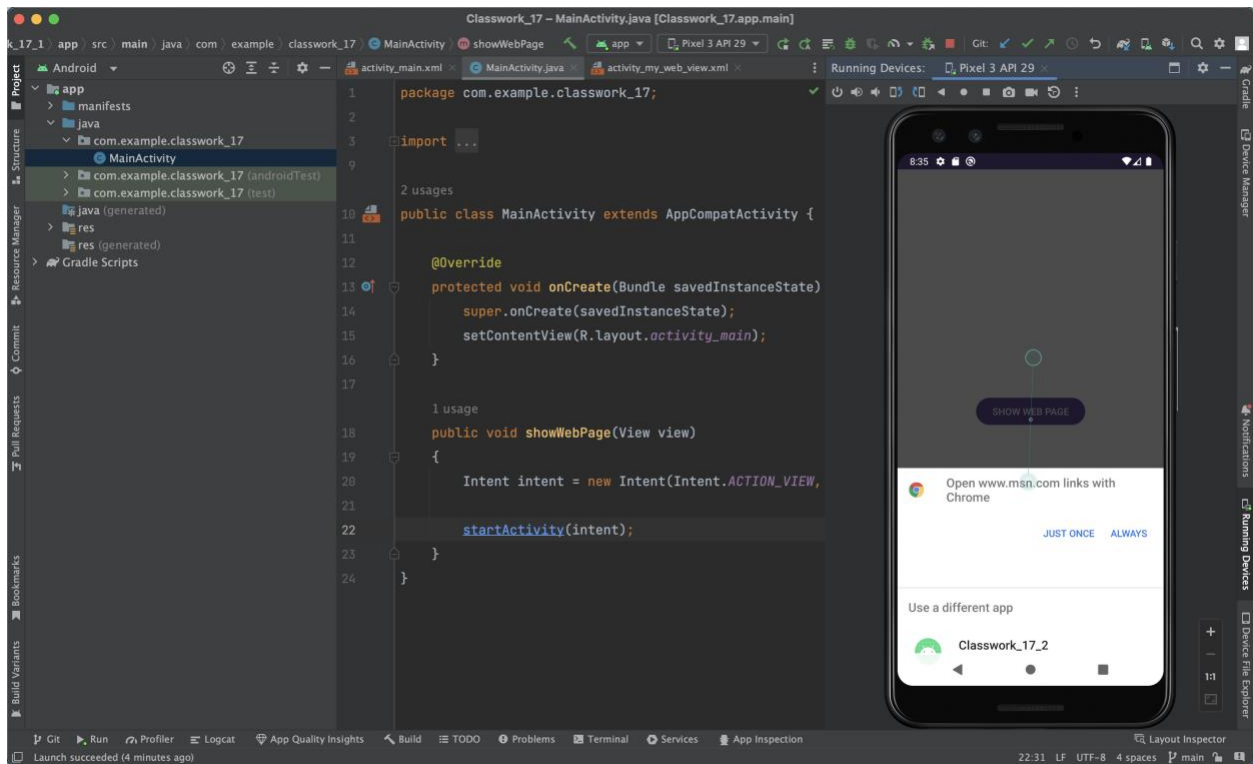 Classwork_17 – MainActivity.java [Classwork_17.app.main]
k_17_1 app src main java com example classwork_17 MainActivity showWebPage app Pixel 3 API 29 Git:
Project
Android
activity_main.xml MainActivity.java activity_my_web_view.xml
Running Devices: Pixel 3 API 29
Gradle
app
manifests
java
com.example.classwork_17
MainActivity
com.example.classwork_17 (androidTest)
com.example.classwork_17 (test)
java (generated)
res
res (generated)
Gradle Scripts
Structure
Resource Manager
Commit
Pull Requests
Bookmarks
Build Variants
1 package com.example.classwork_17;
2
3 import ...
9
2 usages
10 public class MainActivity extends AppCompatActivity {
11
12 @Override
13 protected void onCreate(Bundle savedInstanceState)
14 super.onCreate(savedInstanceState);
15 setContentView(R.layout.activity_main);
16 }
17
1 usage
18 public void showWebPage(View view)
19 {
20 Intent intent = new Intent(Intent.ACTION_VIEW,
21
22 startActivity(intent);
23 }
24 }
8:35
SHOW WEB PAGE
Open www.msn.com links with
Chrome
JUST ONCE ALWAYS
Use a different app
Classwork_17_2
1:1
Device Manager
Notifications
Running Devices
Device File Explorer
Git Run Profiler Logcat App Quality Insights Build TODO Problems Terminal Services App Inspection Layout Inspector
Launch succeeded (4 minutes ago) 22:31 LF UTF-8 4 spaces main